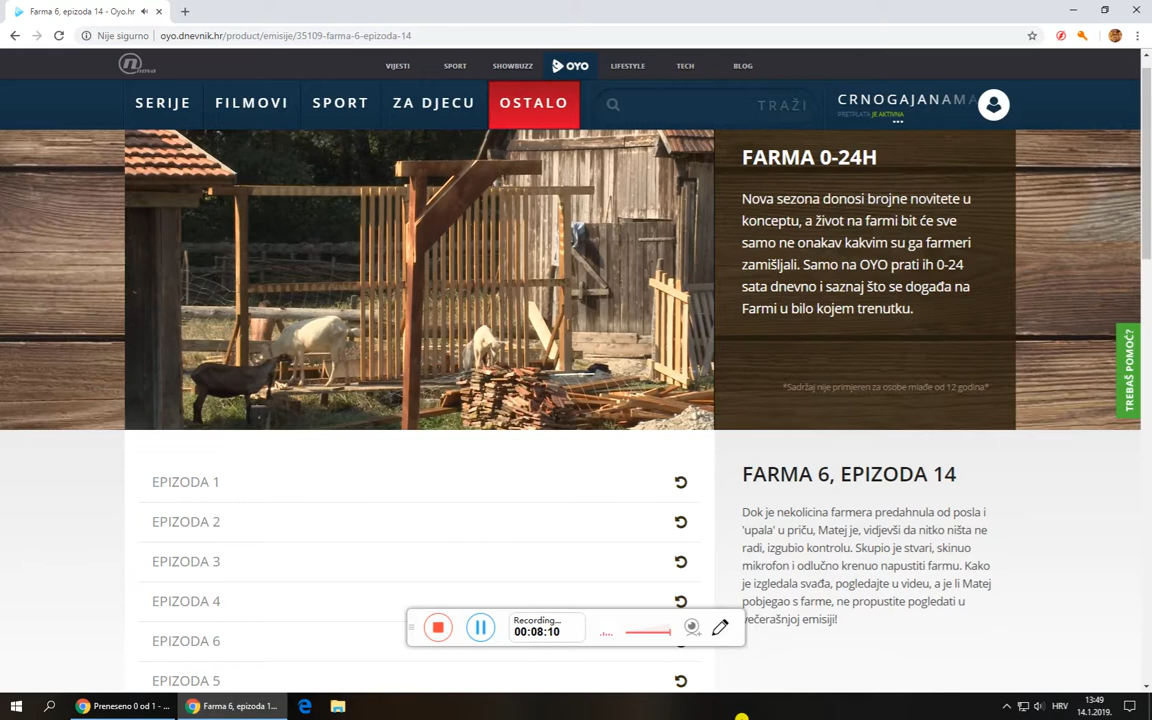 Farma 6, epizoda 14 - Oyo.hr
Nije sigurno
oyo.dnevnik.hr/product/emisije/35109-farma-6-epizoda-14
nova
VIJESTI
SPORT
SHOWBUZZ
OYO
LIFESTYLE
TECH
BLOG
SERIJE
FILMOVI
SPORT
ZA DJECU
OSTALO
TRAŽI
CRNOGAJANAMA
PRETPLATA JE AKTIVNA
FARMA 0-24H
Nova sezona donosi brojne novitete u
konceptu, a život na farmi bit će sve
samo ne onakav kakvim su ga farmeri
zamišljali. Samo na OYO prati ih 0-24
sata dnevno i saznaj što se događa na
Farmi u bilo kojem trenutku.
*Sadržaj nije primjeren za osobe mlađe od 12 godina*
TREBAŠ POMOĆ?
EPIZODA 1
EPIZODA 2
EPIZODA 3
EPIZODA 4
EPIZODA 6
EPIZODA 5
FARMA 6, EPIZODA 14
Dok je nekolicina farmera predahnula od posla i
'upala' u priču, Matej je, vidjevši da nitko ništa ne
radi, izgubio kontrolu. Skupio je stvari, skinuo
mikrofon i odlučno krenuo napustiti farmu. Kako
je izgledala svađa, pogledajte u videu, a je li Matej
pobjegao s farme, ne propustite pogledati u
večerašnjoj emisiji!
Recording...
00:08:10
Preneseno 0 od 1 - ...
Farma 6, epizoda 1...
HRV
13:49
14.1.2019.